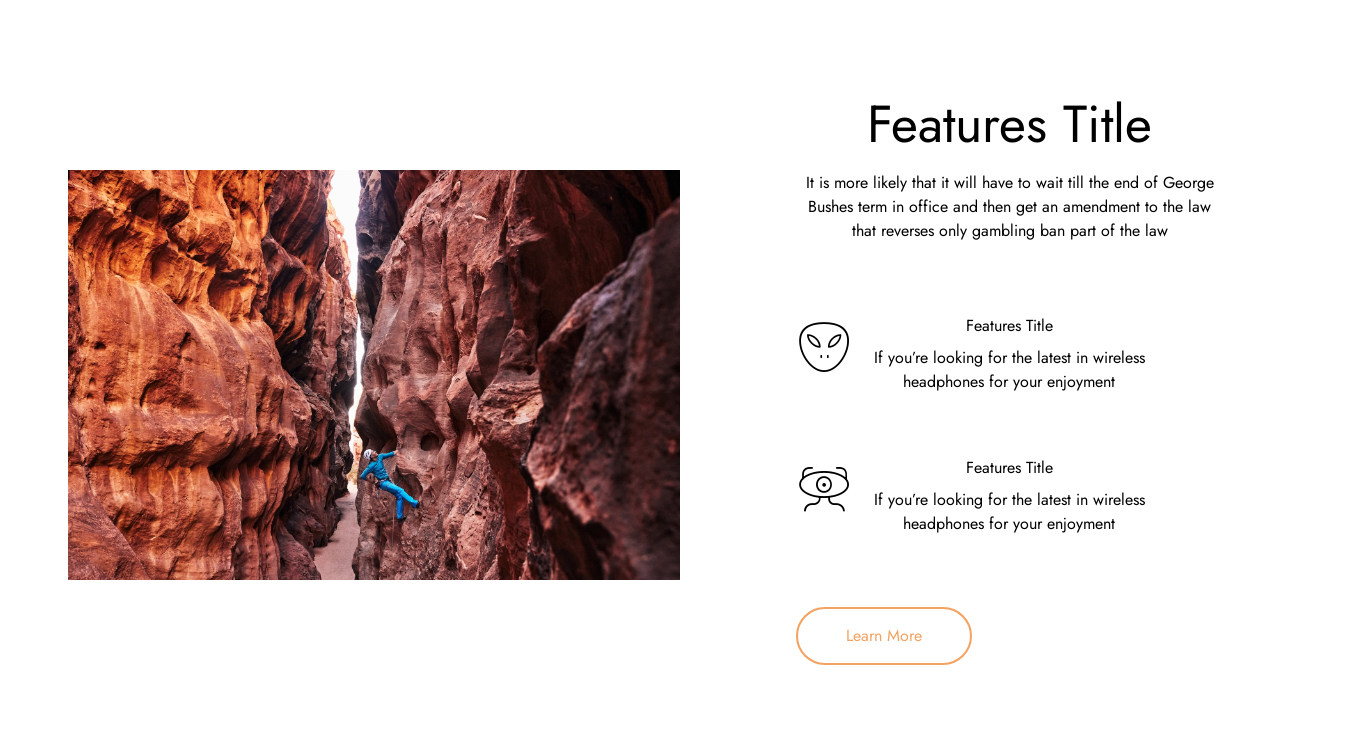 Features Title
It is more likely that it will have to wait till the end of George
Bushes term in office and then get an amendment to the law
that reverses only gambling ban part of the law
Features Title
If you’re looking for the latest in wireless
headphones for your enjoyment
Features Title
If you’re looking for the latest in wireless
headphones for your enjoyment
Learn More